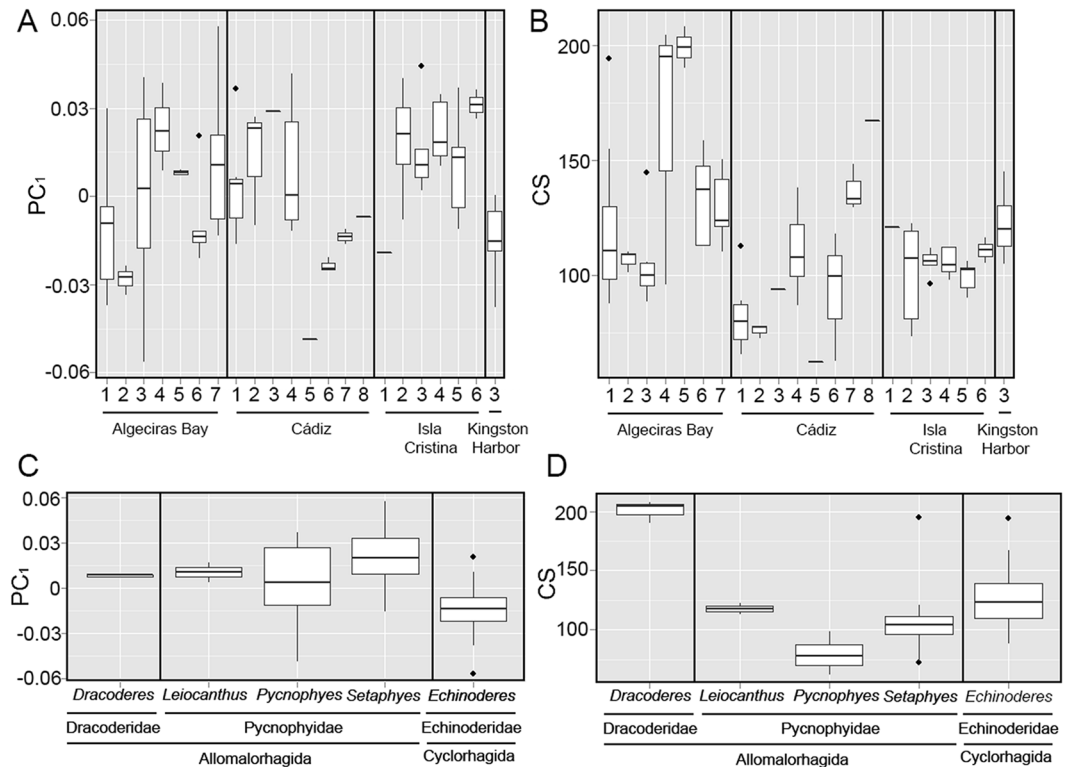 A
PC1
0.06
0.03
0
-0.03
-0.06
1 2 3 4 5 6 7 1 2 3 4 5 6 7 8 1 2 3 4 5 6 3
Algeciras Bay
Cádiz
Isla
Cristina
Kingston
Harbor
B
CS
200
150
100
1 2 3 4 5 6 7 1 2 3 4 5 6 7 8 1 2 3 4 5 6 3
Algeciras Bay
Cádiz
Isla
Cristina
Kingston
Harbor
C
PC1
0.06
0.03
0
-0.03
-0.06
Dracoderes Leiocanthus Pycnophyes Setaphyes Echinoderes
Dracoderidae Pycnophyidae Echinoderidae
Allomalorhagida Cyclorhagida
D
CS
200
150
100
Dracoderes Leiocanthus Pycnophyes Setaphyes Echinoderes
Dracoderidae Pycnophyidae Echinoderidae
Allomalorhagida Cyclorhagida